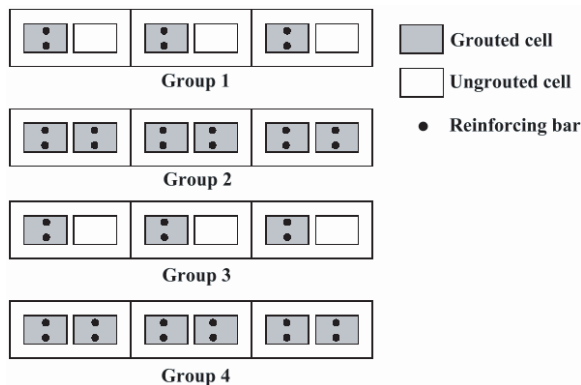 Grouted cell
Group 1
Ungrouted cell
Reinforcing bar
Group 2
Group 3
Group 4